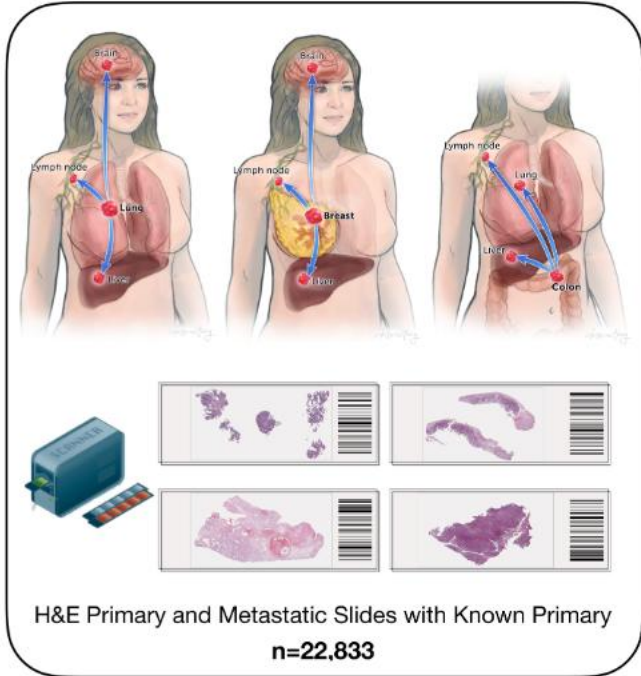 Brain
Brain
Lymph node
Lung
Lymph node
Breast
Lymph node
Lung
Liver
Liver
Liver
Colon
SCANNER
H&E Primary and Metastatic Slides with Known Primary
n=22,833